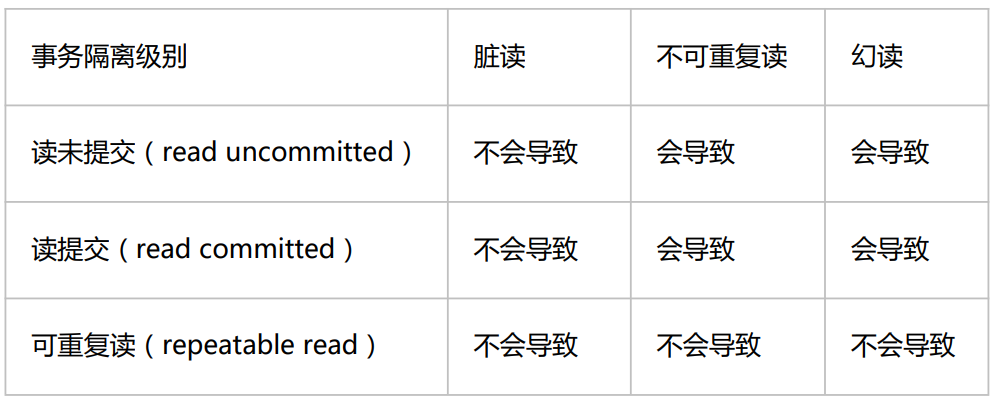 事务隔离级别 脏读 不可重复读 幻读
读未提交（read uncommitted） 不会导致 会导致 会导致
读提交（read committed） 不会导致 会导致 会导致
可重复读（repeatable read） 不会导致 不会导致 不会导致